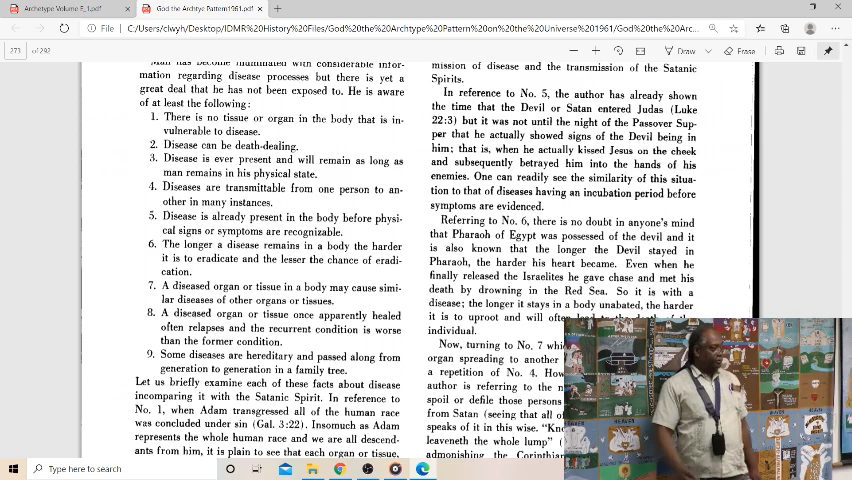 Archetype Volume E_1.pdf
God the Archtype Pattern1961.pdf
File
C:/Users/clwyh/Desktop/IDMR%20History%20Files/God%20the%20Archtype%20Pattern%20on%20the%20Universe%201961/God%20the%20Arc...
273 of 292
Draw
Erase
Man has become illuminated with considerable infor-
mation regarding disease processes but there is yet a
great deal that he has not been exposed to. He is aware
of at least the following:
1. There is no tissue or organ in the body that is in-
vulnerable to disease.
2. Disease can be death-dealing.
3. Disease is ever present and will remain as long as
man remains in his physical state.
4. Diseases are transmittable from one person to an-
other in many instances.
5. Disease is already present in the body before physi-
cal signs or symptoms are recognizable.
6. The longer a disease remains in a body the harder
it is to eradicate and the lesser the chance of eradi-
cation.
7. A diseased organ or tissue in a body may cause simi-
lar diseases of other organs or tissues.
8. A diseased organ or tissue once apparently healed
often relapses and the recurrent condition is worse
than the former condition.
9. Some diseases are hereditary and passed along from
generation to generation in a family tree.
Let us briefly examine each of these facts about disease
incomparing it with the Satanic Spirit. In reference to
No. 1, when Adam transgressed all of the human race
was concluded under sin (Gal. 3:22). Insomuch as Adam
represents the whole human race and we are all descend-
ants from him, it is plain to see that each organ or tissue,
mission of disease and the transmission of the Satanic
Spirits.
In reference to No. 5, the author has already shown
the time that the Devil or Satan entered Judas (Luke
22:3) but it was not until the night of the Passover Sup-
per that he actually showed signs of the Devil being in
him; that is, when he actually kissed Jesus on the cheek
and subsequently betrayed him into the hands of his
enemies. One can readily see the similarity of this situa-
tion to that of diseases having an incubation period before
symptoms are evidenced.
Referring to No. 6, there is no doubt in anyone's mind
that Pharaoh of Egypt was possessed of the devil and it
is also known that the longer the Devil stayed in
Pharaoh, the harder his heart became. Even when he
finally released the Israelites he gave chase and met his
death by drowning in the Red Sea. So it is with a
disease; the longer it stays in a body unabated, the harder
it is to uproot and will often lead to the death of the
individual.
Now, turning to No. 7
organ spreading to another
a repetition of No. 4.
author is referring to the
spoil or defile those persons
from Satan (seeing that all of
speaks of it in this wise.
leaveneth the whole lump"
admonishing the
HEAVEN
HEAVEN
HEAVEN
Type here to search